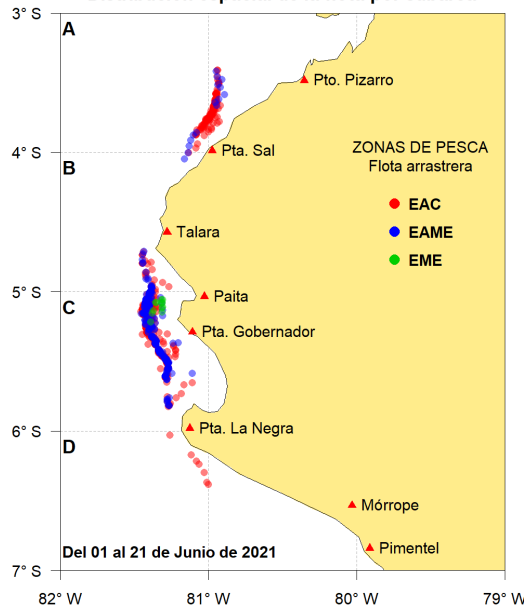 3° S
A
Pto. Pizarro
ZONAS DE PESCA
Flota arrastrera
4° S
Pta. Sal
B
EAC
Talara
EAME
EME
5° S
Paita
C
Pta. Gobernador
6° S
Pta. La Negra
D
Mórrope
Del 01 al 21 de Junio de 2021
Pimentel
7° S
82° W
81° W
80° W
79° W